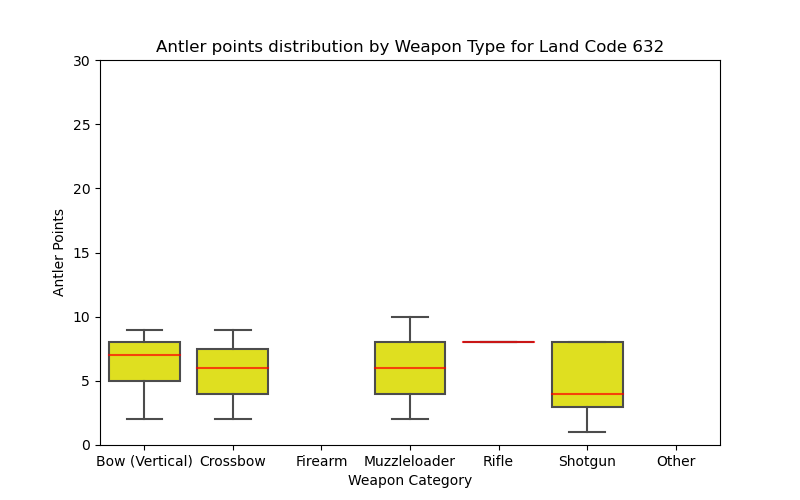 Antler points distribution by Weapon Type for Land Code 632
30
25
20
15
10
5
0
Antler Points
Bow (Vertical) Crossbow Firearm Muzzleloader Rifle Shotgun Other
Weapon Category